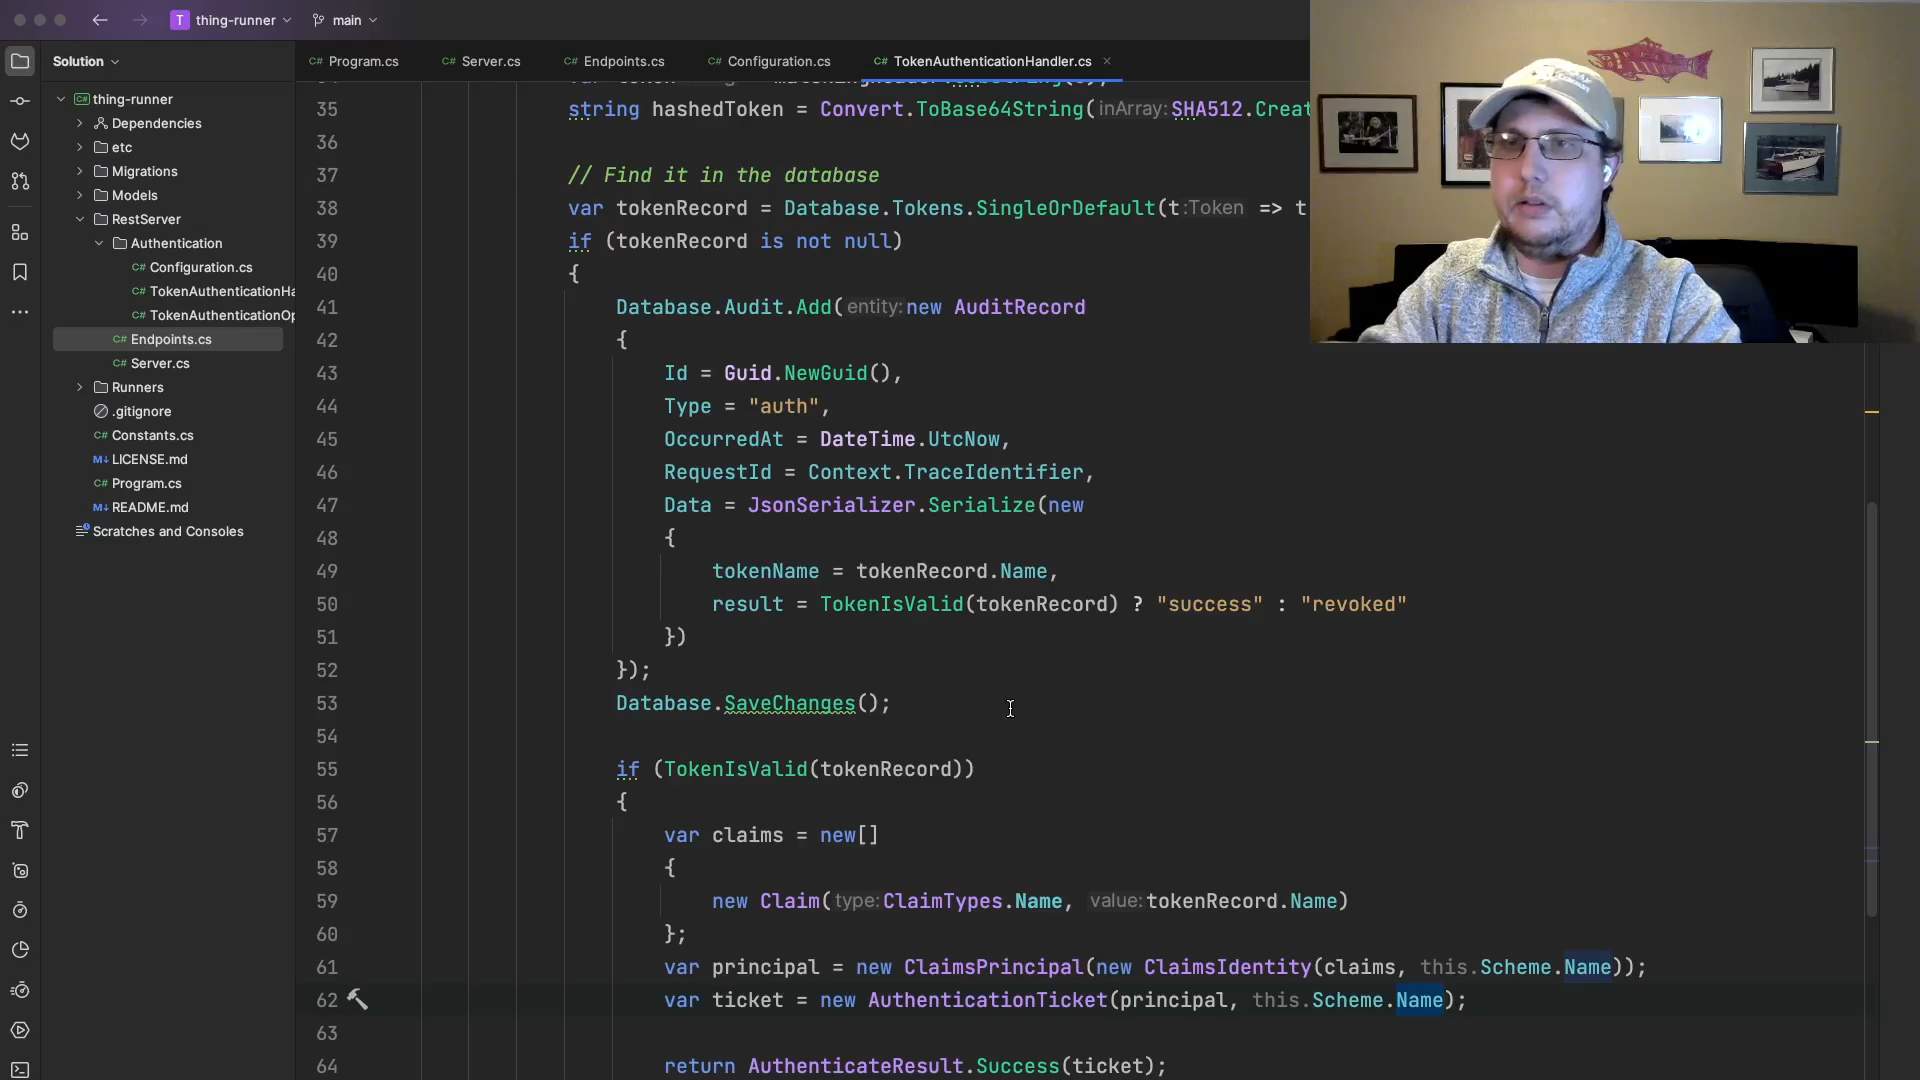 T thing-runner main
Solution
C# Program.cs C# Server.cs C# Endpoints.cs C# Configuration.cs C# TokenAuthenticationHandler.cs
thing-runner
Dependencies
etc
Migrations
Models
RestServer
Authentication
C# Configuration.cs
C# TokenAuthenticationHa
C# TokenAuthenticationOp
C# Endpoints.cs
C# Server.cs
Runners
.gitignore
C# Constants.cs
M↓ LICENSE.md
C# Program.cs
M↓ README.md
Scratches and Consoles
35 string hashedToken = Convert.ToBase64String(inArray:SHA512.Creat
36
37 // Find it in the database
38 var tokenRecord = Database.Tokens.SingleOrDefault(t:Token => t
39 if (tokenRecord is not null)
40 {
41 Database.Audit.Add(entity:new AuditRecord
42 {
43 Id = Guid.NewGuid(),
44 Type = "auth",
45 OccurredAt = DateTime.UtcNow,
46 RequestId = Context.TraceIdentifier,
47 Data = JsonSerializer.Serialize(new
48 {
49 tokenName = tokenRecord.Name,
50 result = TokenIsValid(tokenRecord) ? "success" : "revoked"
51 })
52 });
53 Database.SaveChanges();
54
55 if (TokenIsValid(tokenRecord))
56 {
57 var claims = new[]
58 {
59 new Claim(type:ClaimTypes.Name, value:tokenRecord.Name)
60 };
61 var principal = new ClaimsPrincipal(new ClaimsIdentity(claims, this.Scheme.Name));
62 var ticket = new AuthenticationTicket(principal, this.Scheme.Name);
63
64 return AuthenticateResult.Success(ticket);